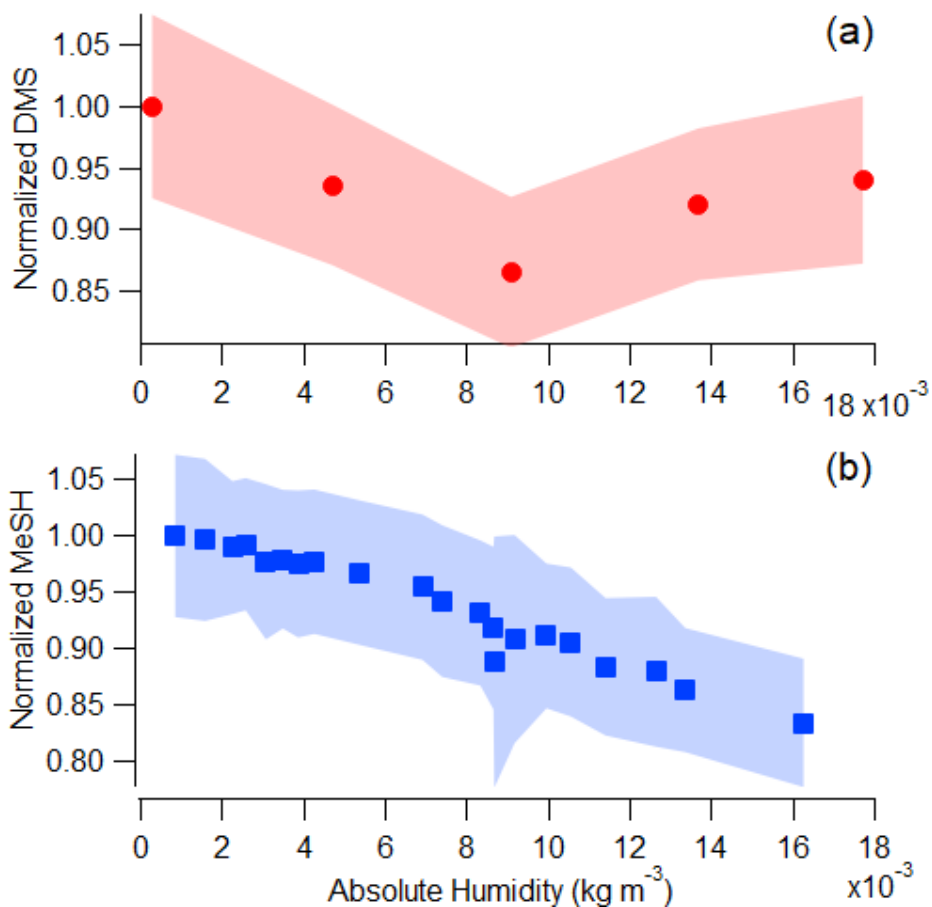 (a)
Normalized DMS
1.05
1.00
0.95
0.90
0.85
0 2 4 6 8 10 12 14 16 18 x10⁻³
(b)
Normalized MeSH
1.05
1.00
0.95
0.90
0.85
0.80
0 2 4 6 8 10 12 14 16 18
Absolute Humidity (kg m⁻³) x10⁻³